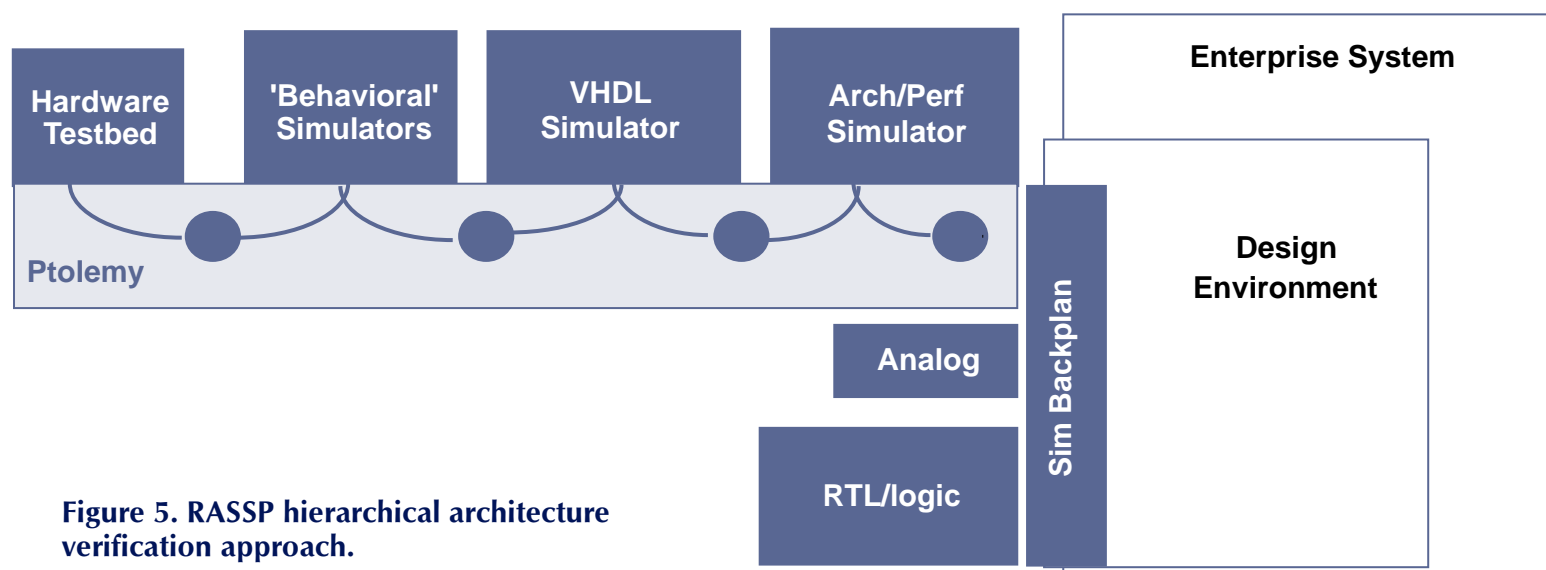 Enterprise System
Hardware
Testbed
'Behavioral'
Simulators
VHDL
Simulator
Arch/Perf
Simulator
Ptolemy
Design
Environment
Sim Backplan
Analog
RTL/logic
Figure 5. RASSP hierarchical architecture
verification approach.